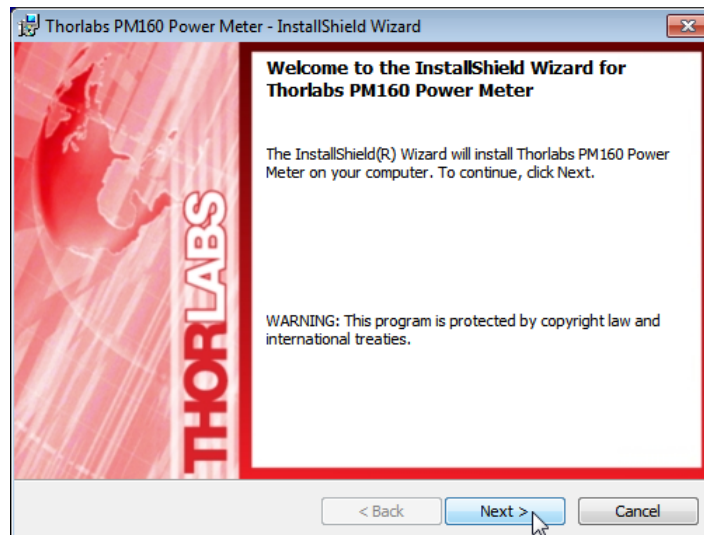 Thorlabs PM160 Power Meter - InstallShield Wizard
Welcome to the InstallShield Wizard for
Thorlabs PM160 Power Meter
The InstallShield(R) Wizard will install Thorlabs PM160 Power
Meter on your computer. To continue, click Next.
THORLABS
WARNING: This program is protected by copyright law and
international treaties.
< Back
Next >
Cancel